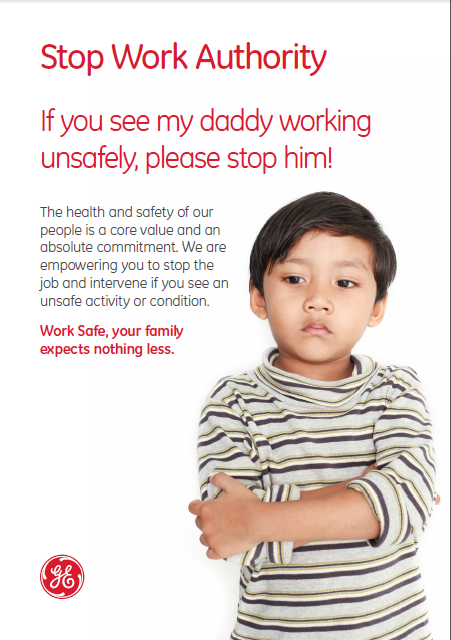 Stop Work Authority
If you see my daddy working
unsafely, please stop him!
The health and safety of our
people is a core value and an
absolute commitment. We are
empowering you to stop the
job and intervene if you see an
unsafe activity or condition.
Work Safe, your family
expects nothing less.
GE